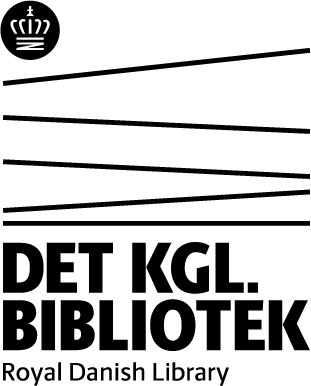 DET KGL.
BIBLIOTEK
Royal Danish Library